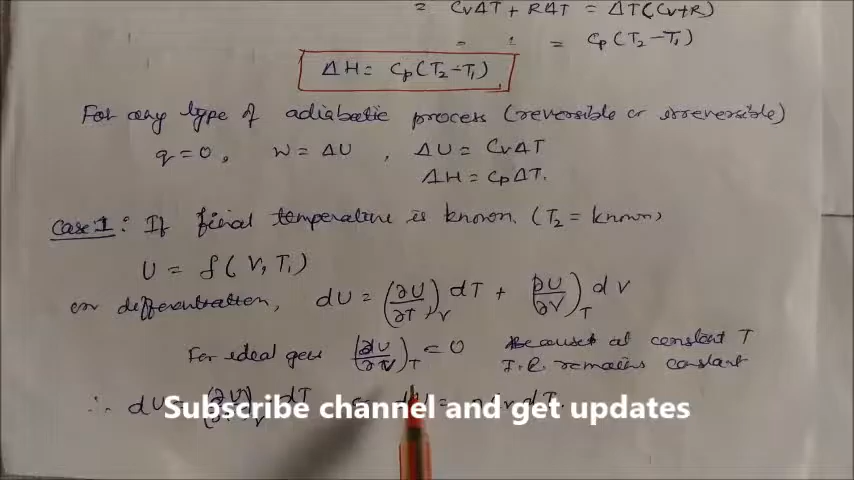 = CvΔT + RΔT = ΔT(Cv+R)
= Cp(T2-T1)
ΔH = Cp(T2-T1)
For any type of adiabatic process (reversible or irreversible)
q=0, W = ΔU, ΔU = CvΔT
ΔH = CpΔT.
Case 1: If final temperature is known. (T2 = known)
U = f(V, T,)
on differentiation, dU = (∂U/∂T)V dT + (∂U/∂V)T dV
For ideal gas (∂U/∂V)T = 0 Because at constant T
I.E. remains constant
∴ dU = (∂U/∂T)V dT
Subscribe channel and get updates